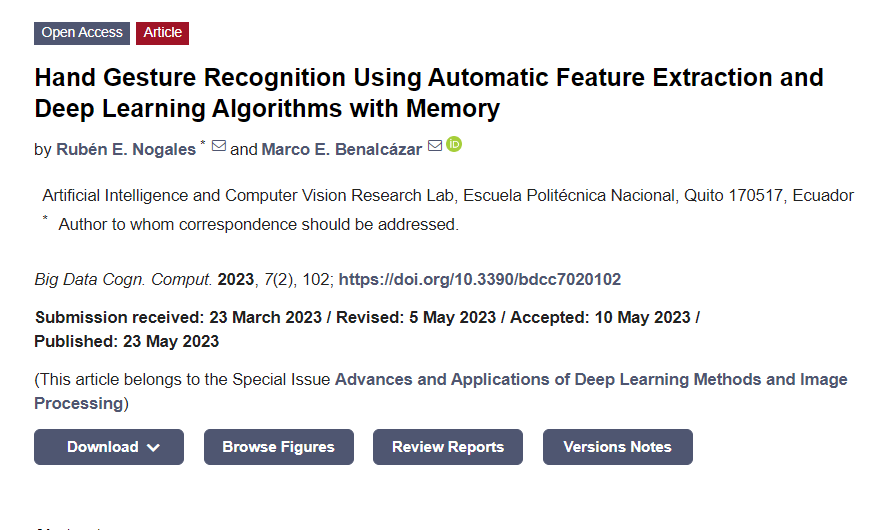 Open Access Article
Hand Gesture Recognition Using Automatic Feature Extraction and
Deep Learning Algorithms with Memory
by Rubén E. Nogales * and Marco E. Benalcázar iD
Artificial Intelligence and Computer Vision Research Lab, Escuela Politécnica Nacional, Quito 170517, Ecuador
* Author to whom correspondence should be addressed.
Big Data Cogn. Comput. 2023, 7(2), 102; https://doi.org/10.3390/bdcc7020102
Submission received: 23 March 2023 / Revised: 5 May 2023 / Accepted: 10 May 2023 /
Published: 23 May 2023
(This article belongs to the Special Issue Advances and Applications of Deep Learning Methods and Image
Processing)
Download Browse Figures Review Reports Versions Notes